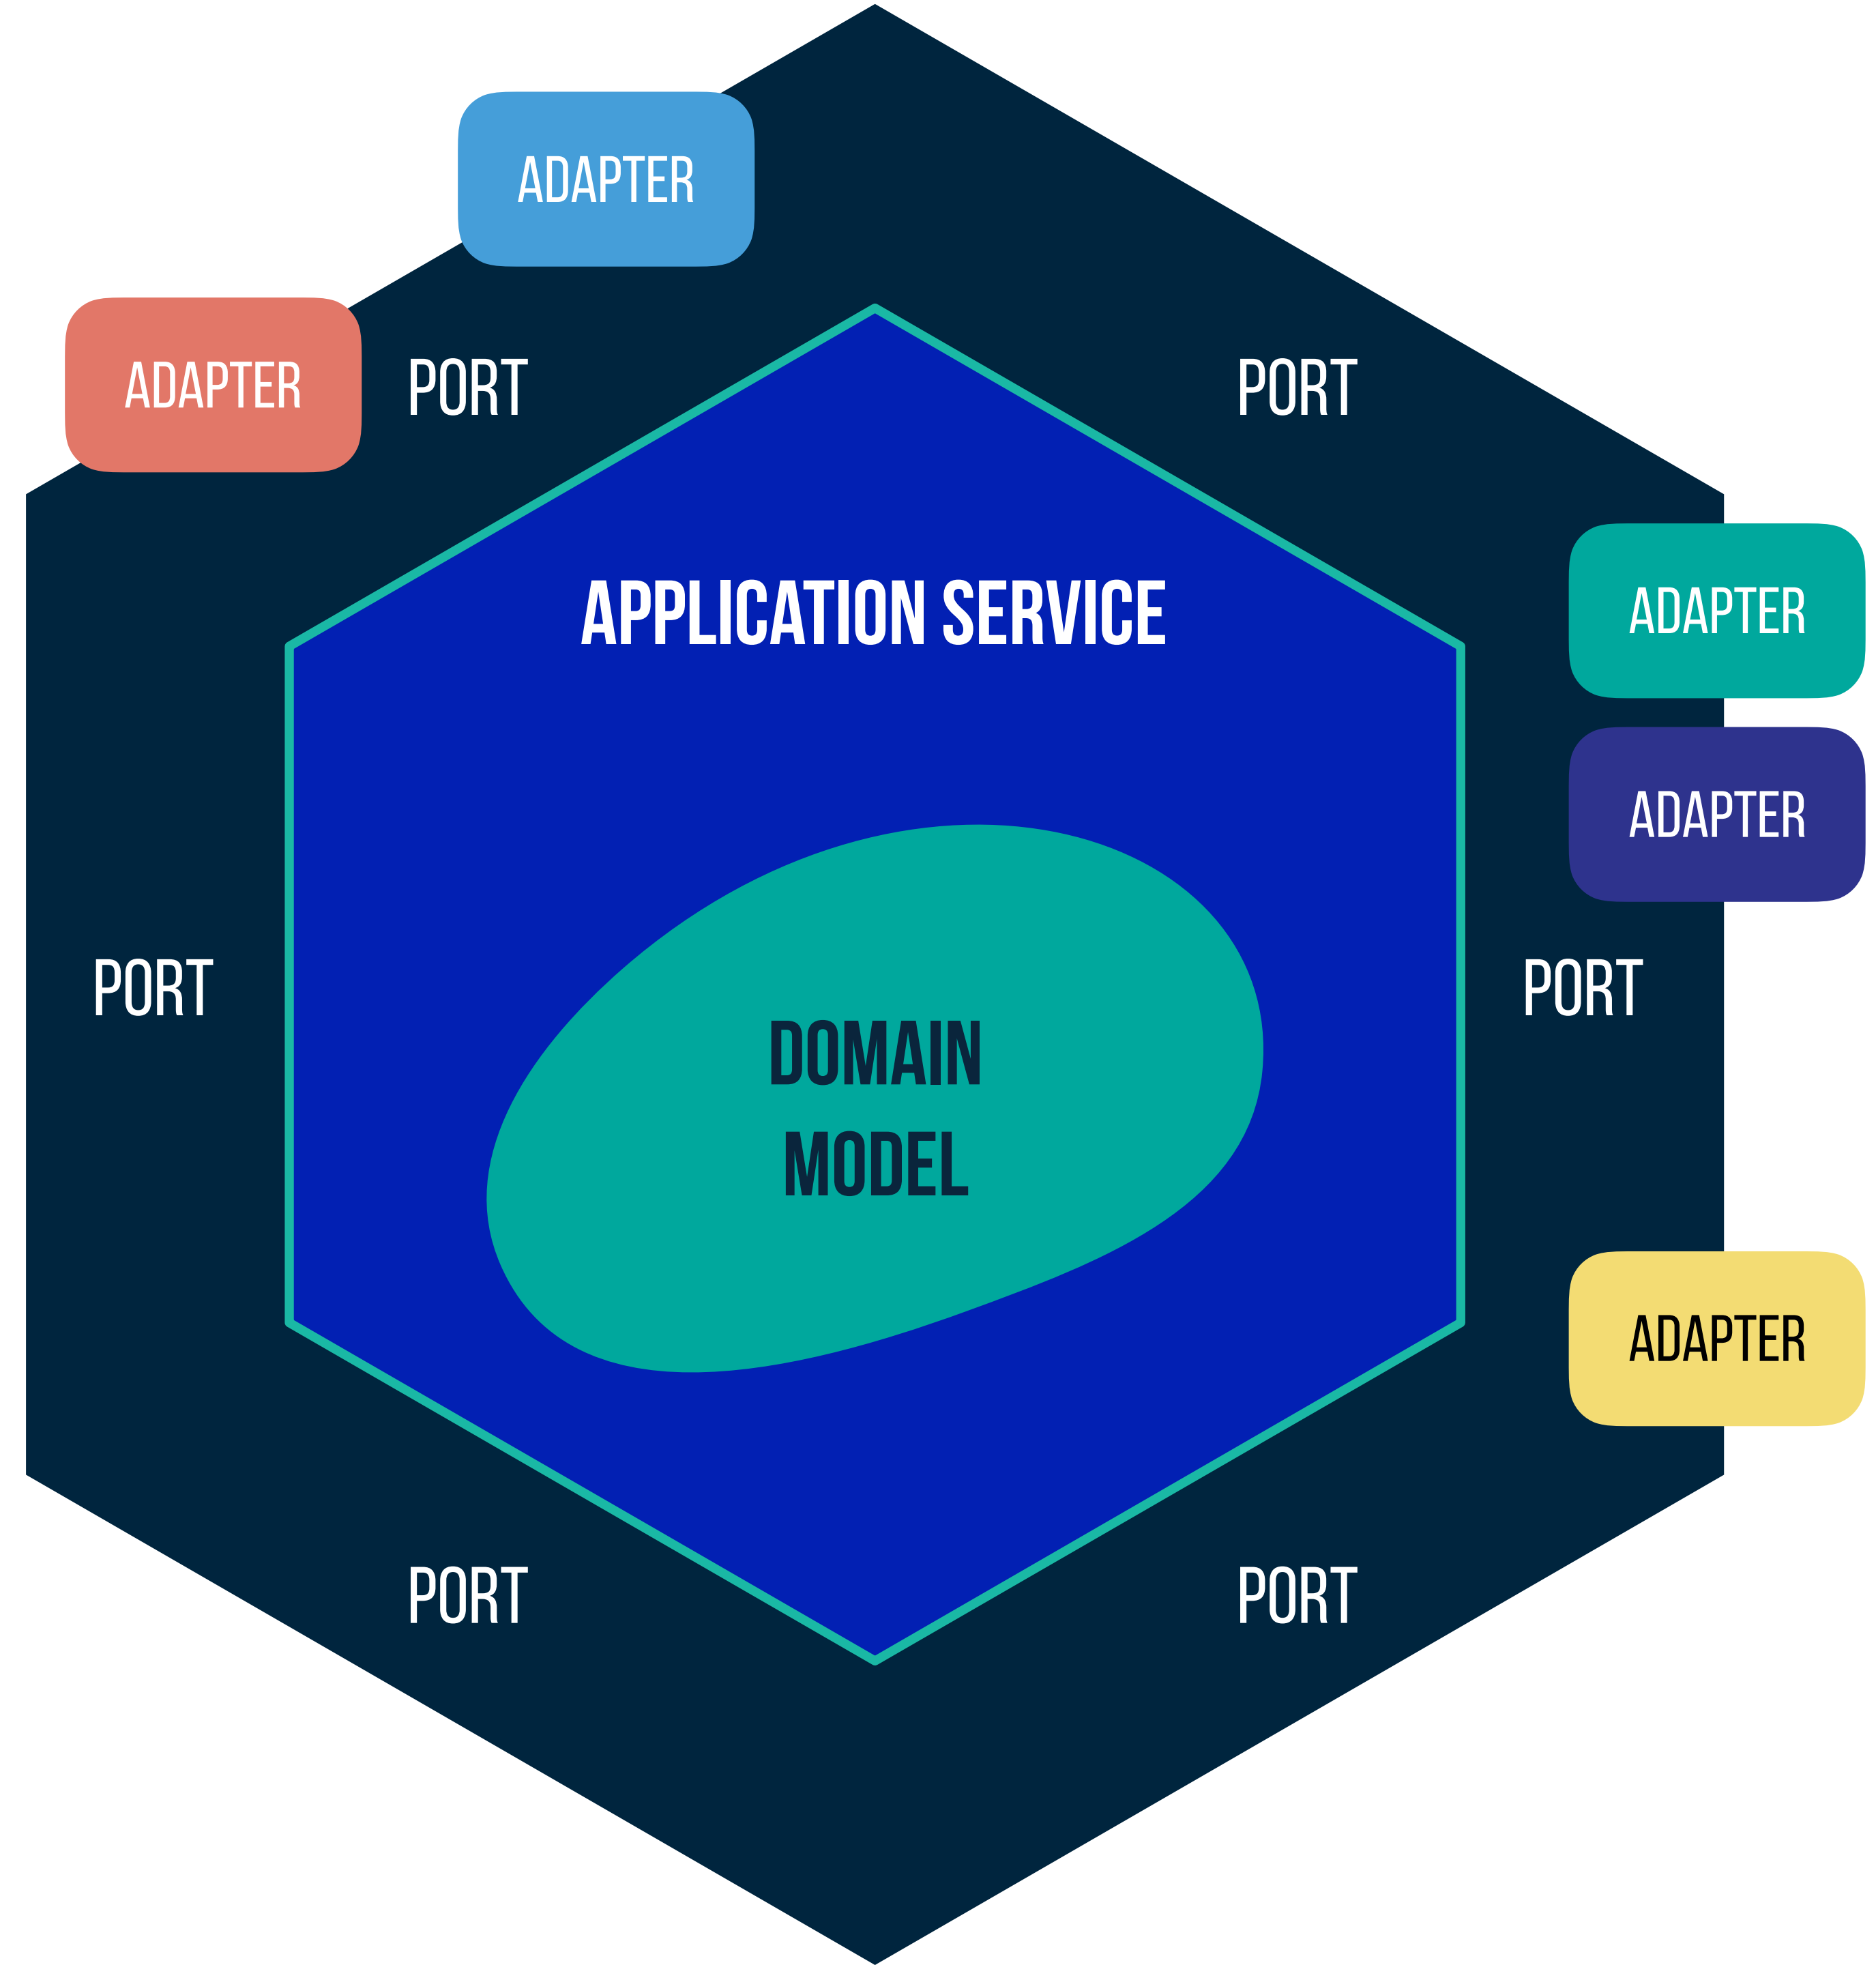 ADAPTER
ADAPTER
PORT
PORT
APPLICATION SERVICE
ADAPTER
ADAPTER
PORT
PORT
DOMAIN
MODEL
ADAPTER
PORT
PORT